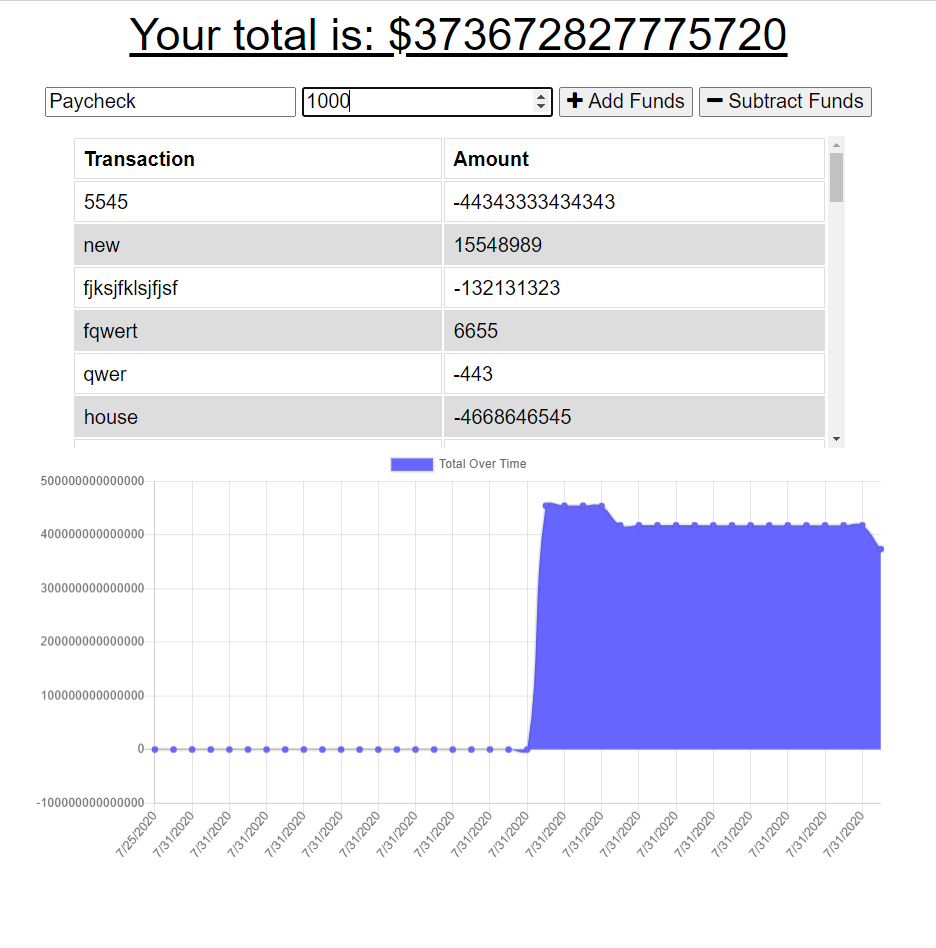 Your total is: $373672827775720
Paycheck 1000 Add Funds Subtract Funds
Transaction Amount
5545 -44343333434343
new 15548989
fjksjfklsjfjsf -132131323
fqwert 6655
qwer -443
house -4668646545
Total Over Time
500000000000000
400000000000000
300000000000000
200000000000000
100000000000000
0
-100000000000000
7/25/2020 7/31/2020 7/31/2020 7/31/2020 7/31/2020 7/31/2020 7/31/2020 7/31/2020 7/31/2020 7/31/2020 7/31/2020 7/31/2020 7/31/2020 7/31/2020 7/31/2020 7/31/2020 7/31/2020 7/31/2020 7/31/2020 7/31/2020